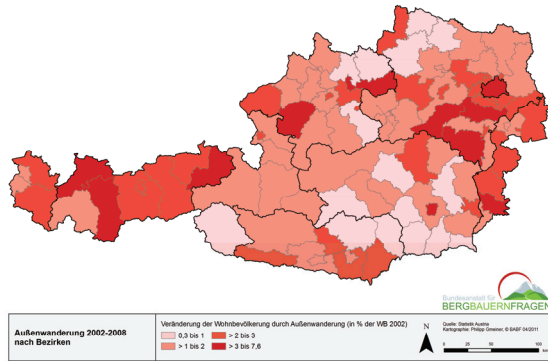 Bundesanstalt für
BERGBAUERNFRAGEN
Außenwanderung 2002-2008
nach Bezirken
Veränderung der Wohnbevölkerung durch Außenwanderung (in % der WB 2002)
0,3 bis 1
> 2 bis 3
> 1 bis 2
> 3 bis 7,6
N
Quelle: Statistik Austria
Kartographie: Philipp Gmeiner, © BABF 04/2011
0
50
100
km